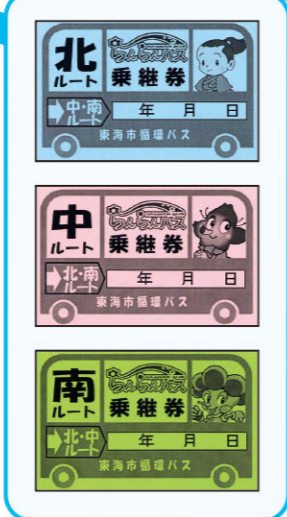 北
ルート
らんらんバス
乗継券
中・南
ルート
年 月 日
東海市循環バス
中
ルート
らんらんバス
乗継券
北・南
ルート
年 月 日
東海市循環バス
南
ルート
らんらんバス
乗継券
北・中
ルート
年 月 日
東海市循環バス